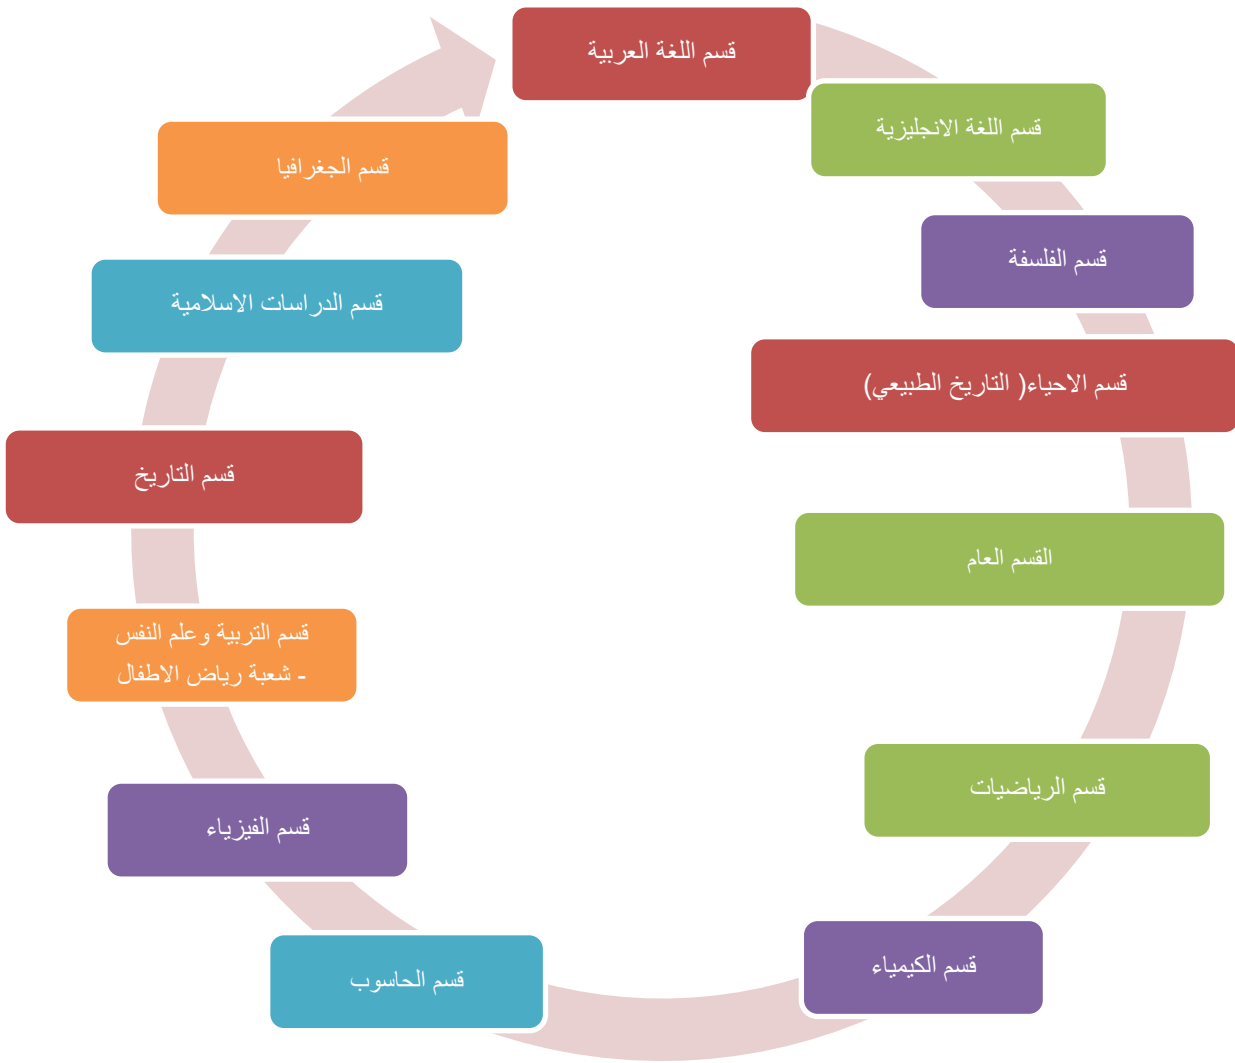 قسم اللغة العربية
قسم اللغة الانجليزية
قسم الفلسفة
قسم الاحياء( التاريخ الطبيعي)
القسم العام
قسم الرياضيات
قسم الكيمياء
قسم الحاسوب
قسم الفيزياء
قسم التربية وعلم النفس
- شعبة رياض الاطفال
قسم التاريخ
قسم الدراسات الاسلامية
قسم الجغرافيا